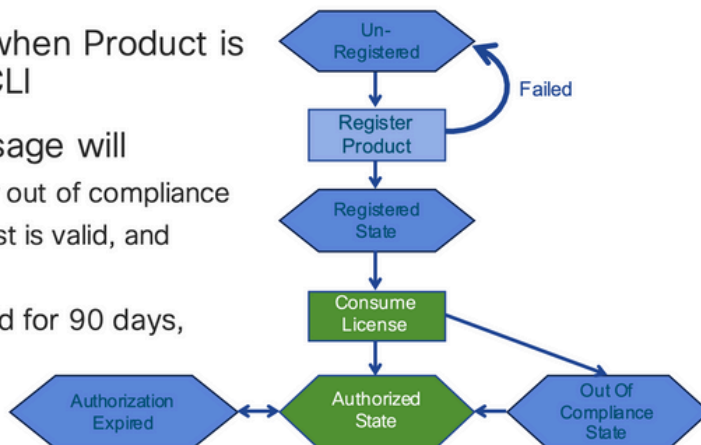 when Product is
CLI
sage will
out of compliance
st is valid, and
d for 90 days,
Un-
Registered
Failed
Register
Product
Registered
State
Consume
License
Authorization
Expired
Authorized
State
Out Of
Compliance
State